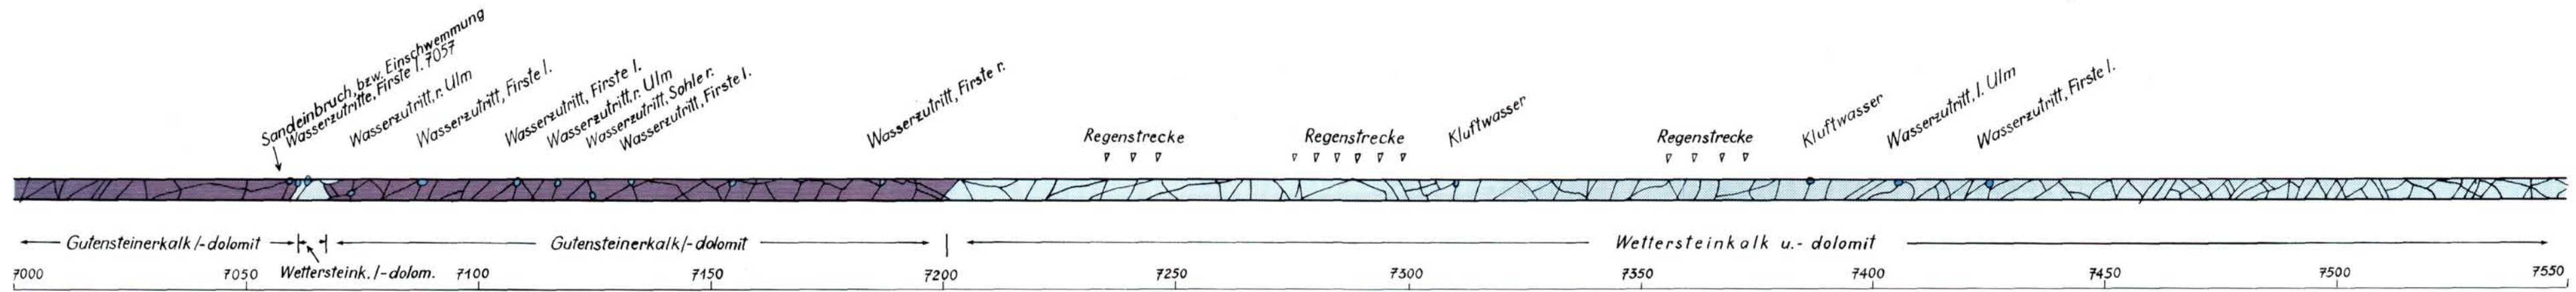 Sandeinbruch, bzw. Einschwemmung
Wasserzutritte, Firste l. 7057
Wasserzutritt, r. Ulm
Wasserzutritt, Firste l.
Wasserzutritt, Firste l.
Wasserzutritt, r. Ulm
Wasserzutritt, Sohle r.
Wasserzutritt, Firste l.
Wasserzutritt, Firste r.
Regenstrecke
Regenstrecke
Kluftwasser
Regenstrecke
Kluftwasser
Wasserzutritt, l. Ulm
Wasserzutritt, Firste l.
Gutensteinerkalk /- dolomit
Gutensteinerkalk/- dolomit
Wettersteinkalk u.- dolomit
Wettersteink. /- dolom.
7000 7050 7100 7150 7200 7250 7300 7350 7400 7450 7500 7550